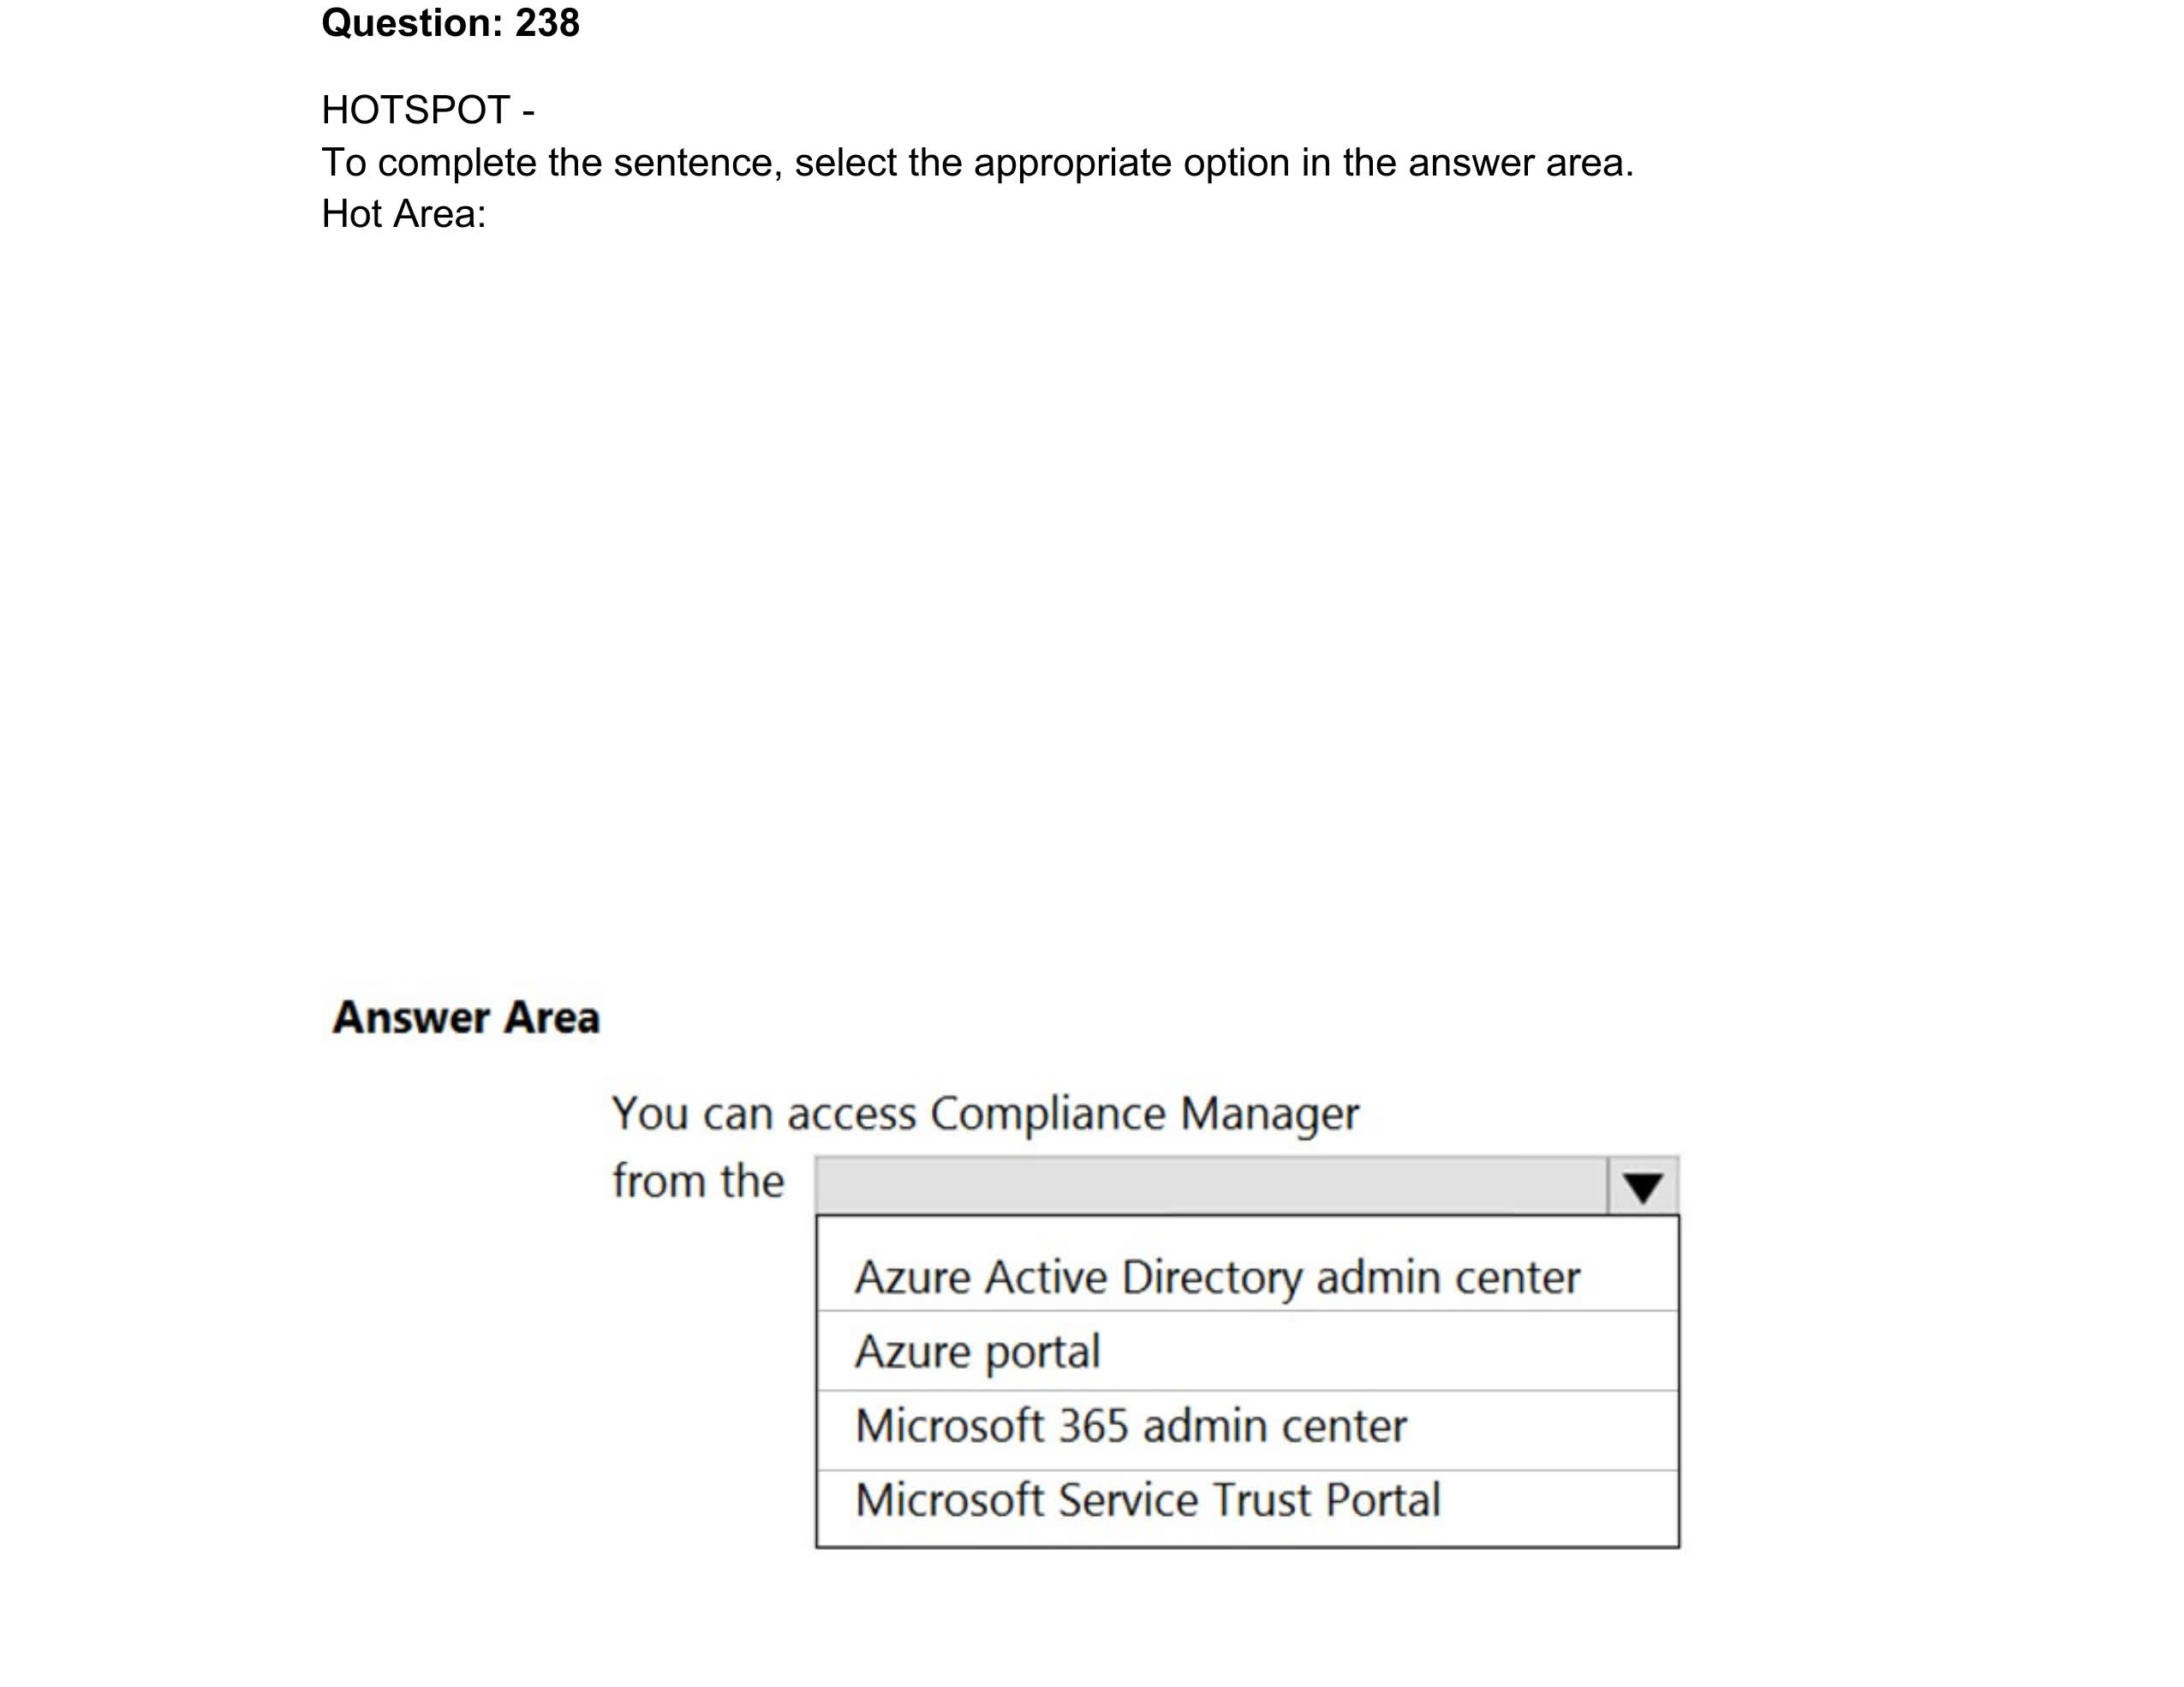 Question: 238
HOTSPOT -
To complete the sentence, select the appropriate option in the answer area.
Hot Area:
Answer Area
You can access Compliance Manager
from the
Azure Active Directory admin center
Azure portal
Microsoft 365 admin center
Microsoft Service Trust Portal